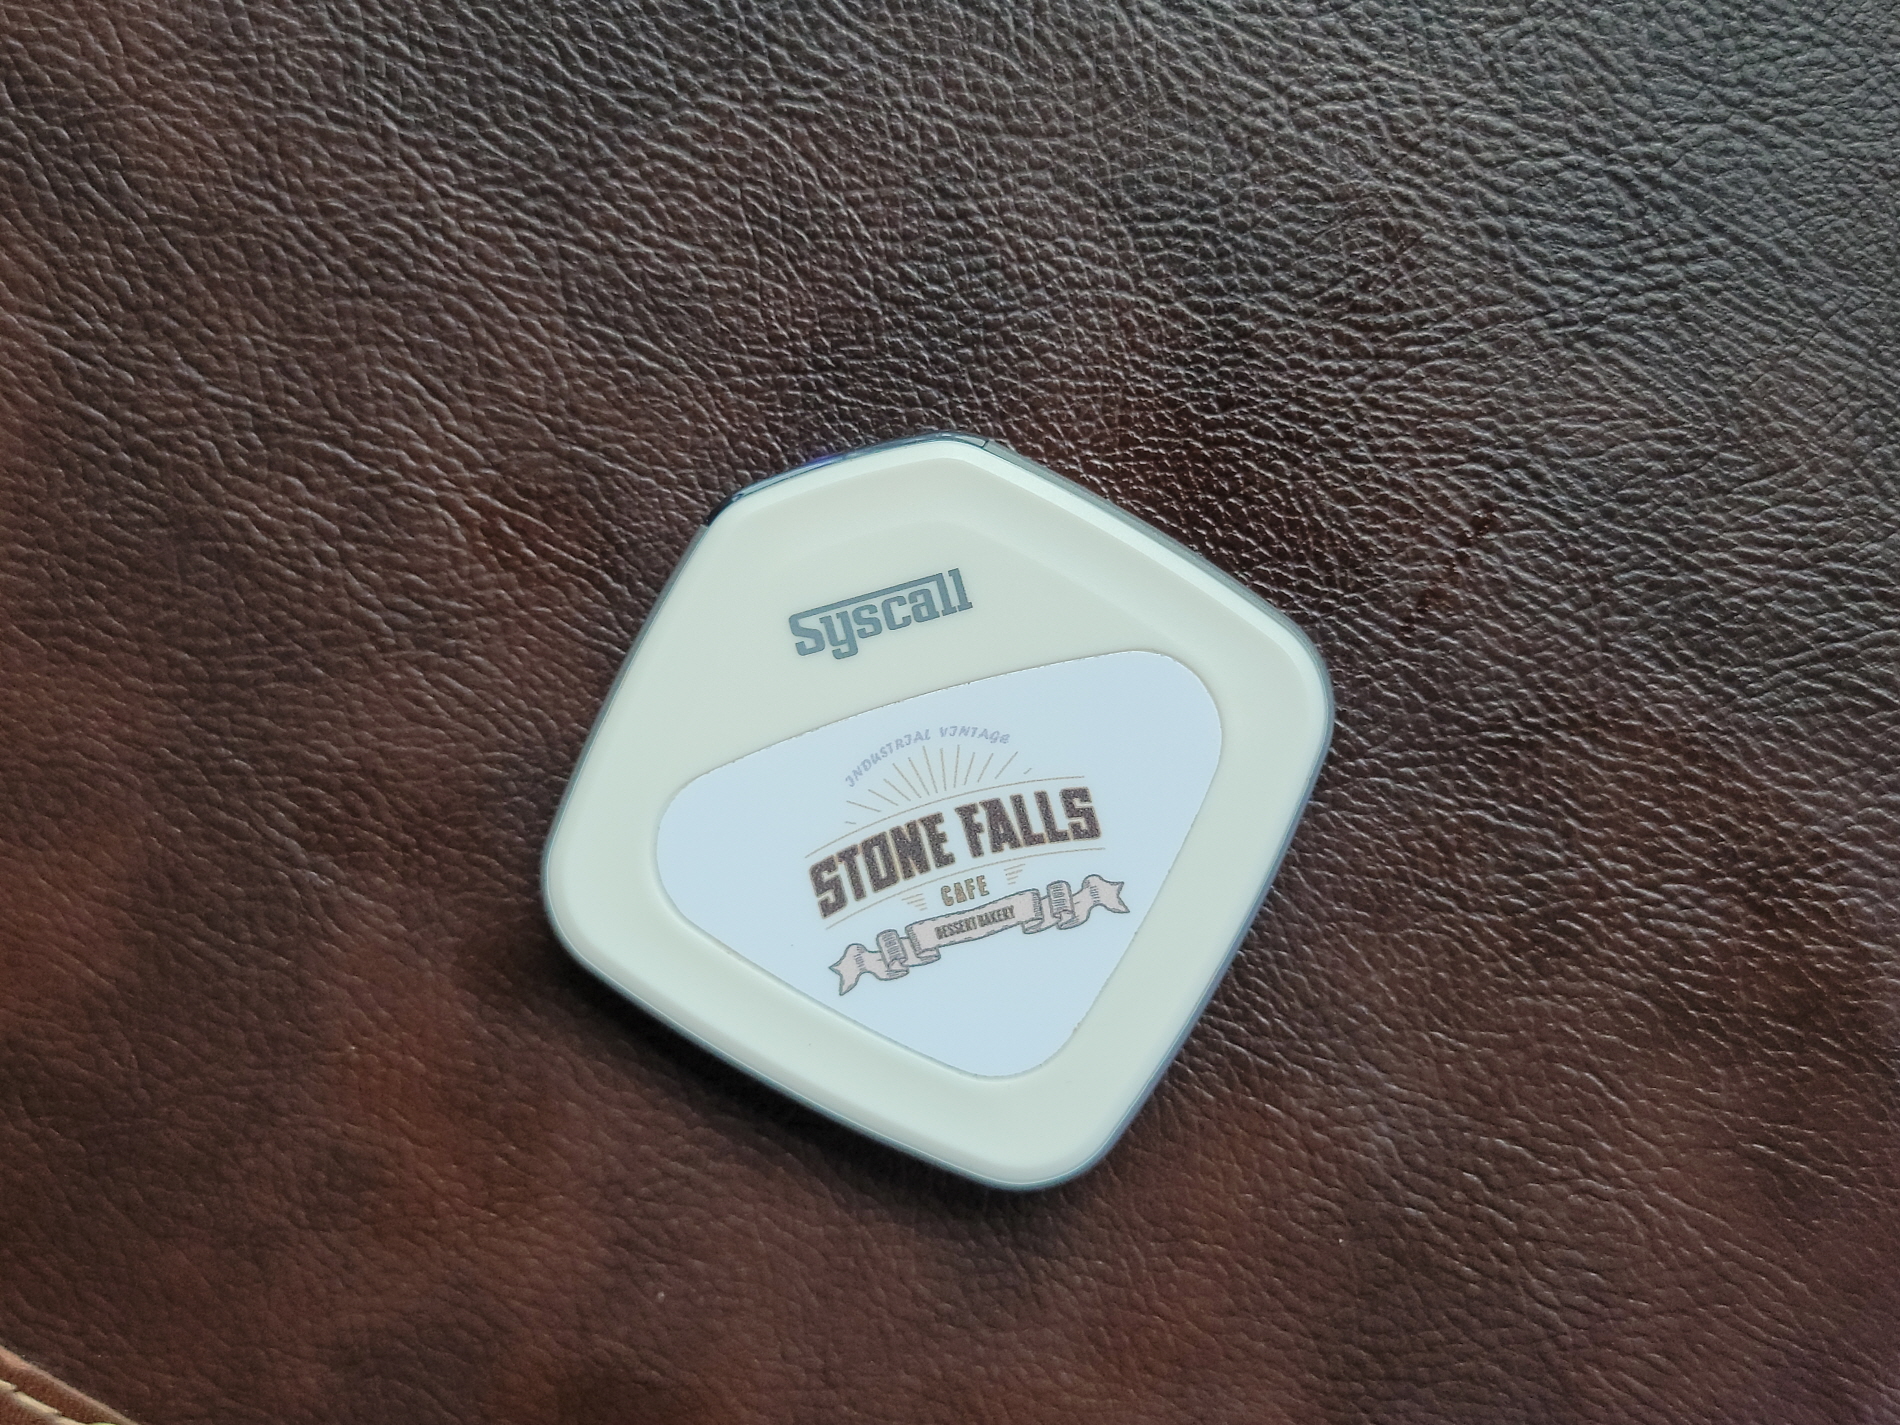 Syscall
INDUSTRIAL VINTAGE
STONE FALLS
CAFE
DESSERT BAKERY